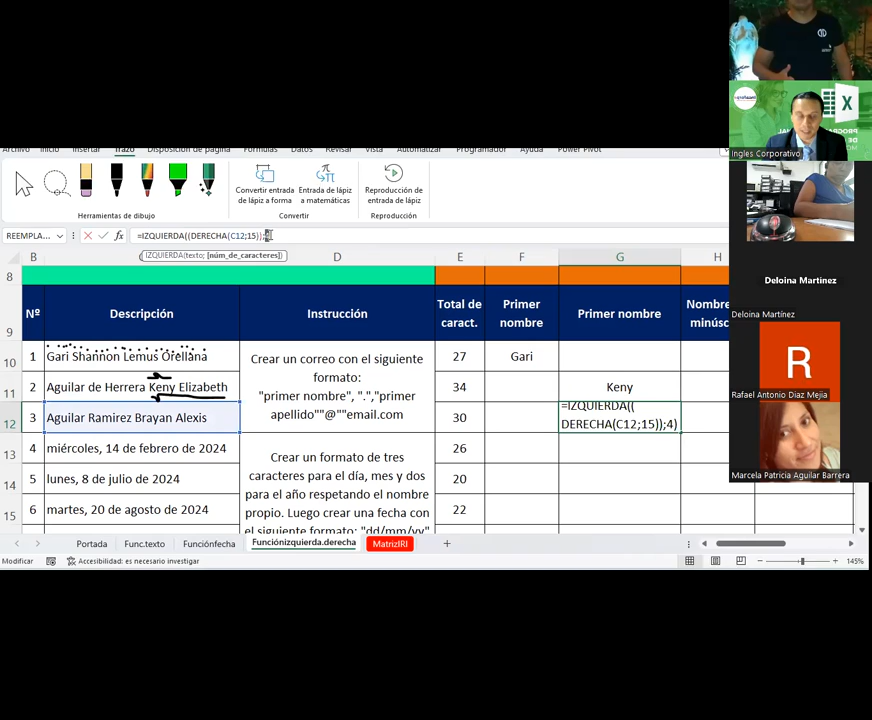 Ingles Corporativo
Archivo Inicio Insertar Trazo Disposición de página Fórmulas Datos Revisar Vista Automatizar Programador Ayuda Power Pivot
Herramientas de dibujo
Convertir entrada
de lápiz a forma
Entrada de lápiz
a matemáticas
Convertir
Reproducción de
entrada de lápiz
Reproducción
REEMPLA...
fx
=IZQUIERDA((DERECHA(C12;15));4
IZQUIERDA(texto; [núm_de_caracteres])
B D E F G H
8
9
Nº Descripción Instrucción Total de
caract. Primer
nombre Primer nombre Nombre
minúsc
10 1 Gari Shannon Lemus Orellana 27 Gari
11 2 Aguilar de Herrera Keny Elizabeth 34 Keny
12 3 Aguilar Ramirez Brayan Alexis 30
=IZQUIERDA((
DERECHA(C12;15));4)
13 4 miércoles, 14 de febrero de 2024 26
14 5 lunes, 8 de julio de 2024 20
15 6 martes, 20 de agosto de 2024 22
Crear un correo con el siguiente
formato:
"primer nombre", ".","primer
apellido""@""email.com
Crear un formato de tres
caracteres para el día, mes y dos
para el año respetando el nombre
propio. Luego crear una fecha con
el siguiente formato: "dd/mm/yy"
Deloina Martinez
Deloina Martínez
R
Rafael Antonio Diaz Mejia
Marcela Patricia Aguilar Barrera
Portada Func.texto Funciónfecha Funciónizquierda.derecha MatrizIRI
Modificar Accesibilidad: es necesario investigar 145%